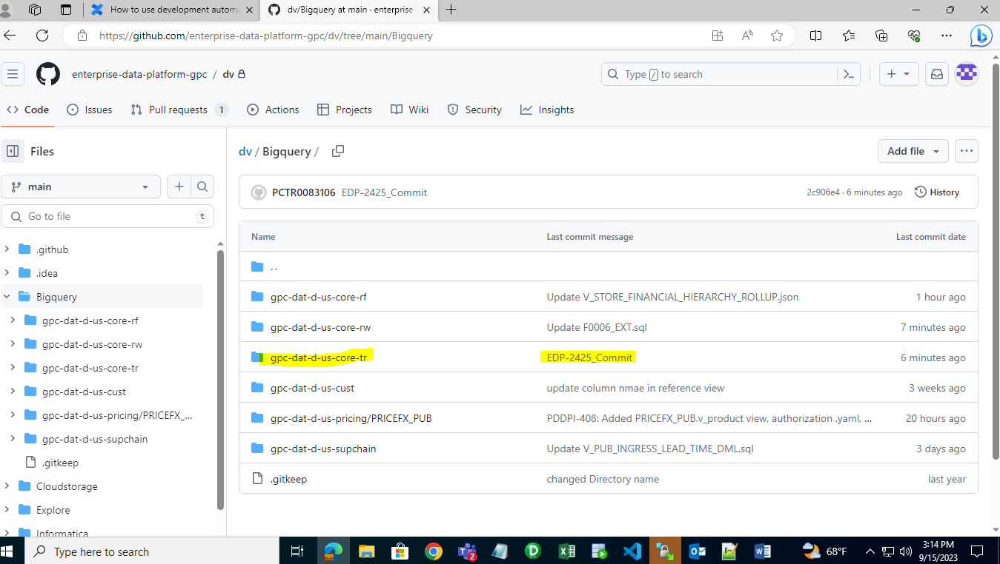 How to use development automa
dv/Bigquery at main · enterprise-
https://github.com/enterprise-data-platform-gpc/dv/tree/main/Bigquery
enterprise-data-platform-gpc / dv
Type / to search
Code
Issues
Pull requests 1
Actions
Projects
Wiki
Security
Insights
Files
dv / Bigquery /
Add file
main
PCTR0083106 EDP-2425_Commit
2c906e4 · 6 minutes ago
History
Go to file
t
Name
Last commit message
Last commit date
.github
.idea
Bigquery
gpc-dat-d-us-core-rf
gpc-dat-d-us-core-rw
gpc-dat-d-us-core-tr
gpc-dat-d-us-cust
gpc-dat-d-us-pricing/PRICEFX_...
gpc-dat-d-us-supchain
.gitkeep
Cloudstorage
Explore
Informatica
..
gpc-dat-d-us-core-rf Update V_STORE_FINANCIAL_HIERARCHY_ROLLUP.json 1 hour ago
gpc-dat-d-us-core-rw Update F0006_EXT.sql 7 minutes ago
gpc-dat-d-us-core-tr EDP-2425_Commit 6 minutes ago
gpc-dat-d-us-cust update column nmae in reference view 3 weeks ago
gpc-dat-d-us-pricing/PRICEFX_PUB PDDPI-408: Added PRICEFX_PUB.v_product view, authorization .yaml, ... 20 hours ago
gpc-dat-d-us-supchain Update V_PUB_INGRESS_LEAD_TIME_DML.sql 3 days ago
.gitkeep changed Directory name last year
Type here to search
2
68°F
3:14 PM
9/15/2023